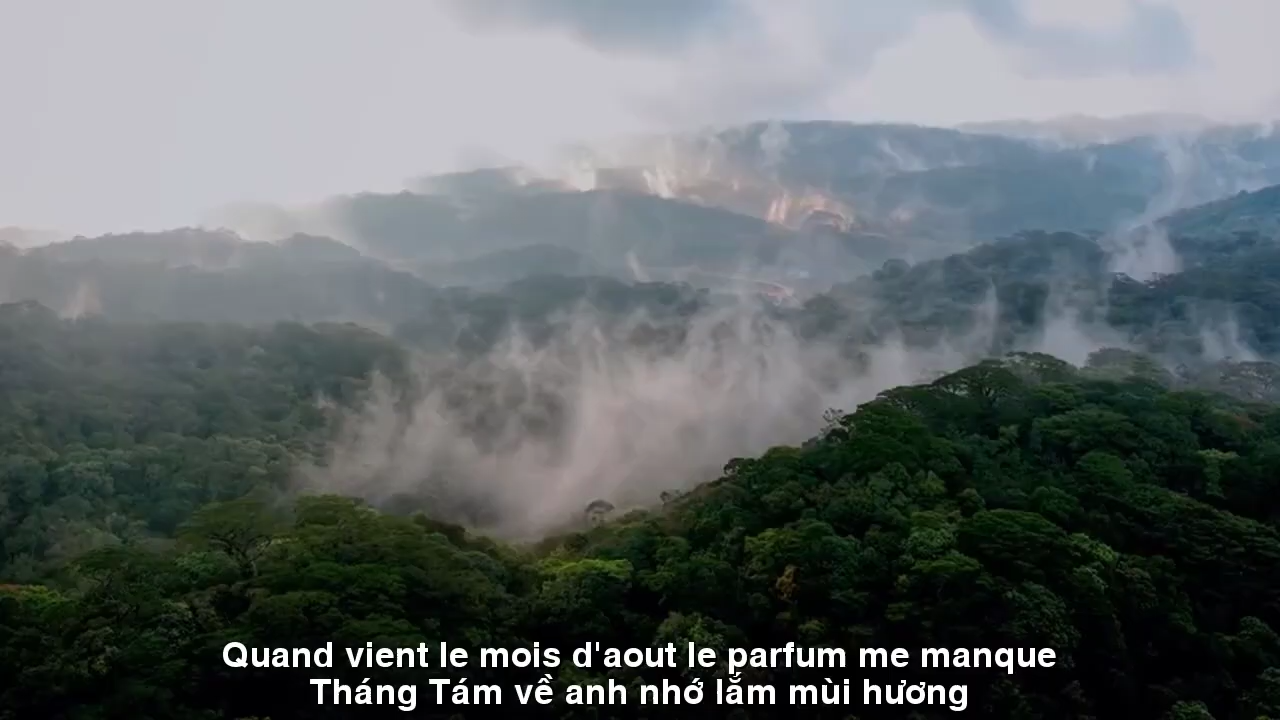 Quand vient le mois d'aout le parfum me manque
Tháng Tám về anh nhớ lắm mùi hương